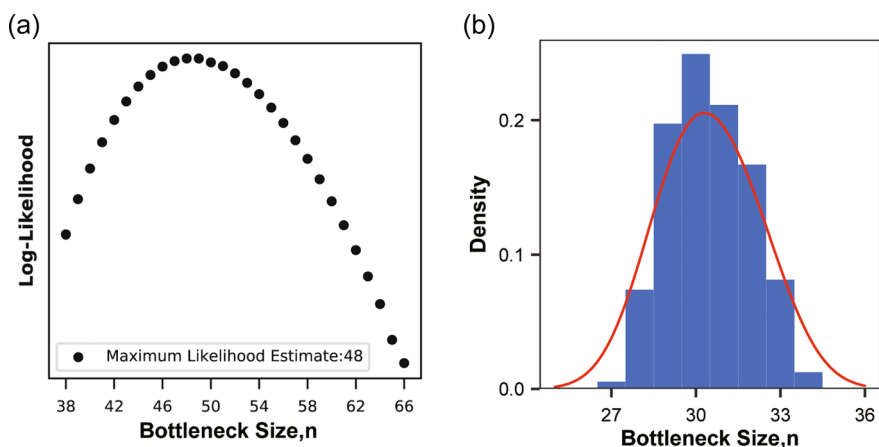 (a)
Log-Likelihood
Maximum Likelihood Estimate:48
38 42 46 50 54 58 62 66
Bottleneck Size,n
(b)
Density
0.2
0.1
0.0
27 30 33 36
Bottleneck Size,n